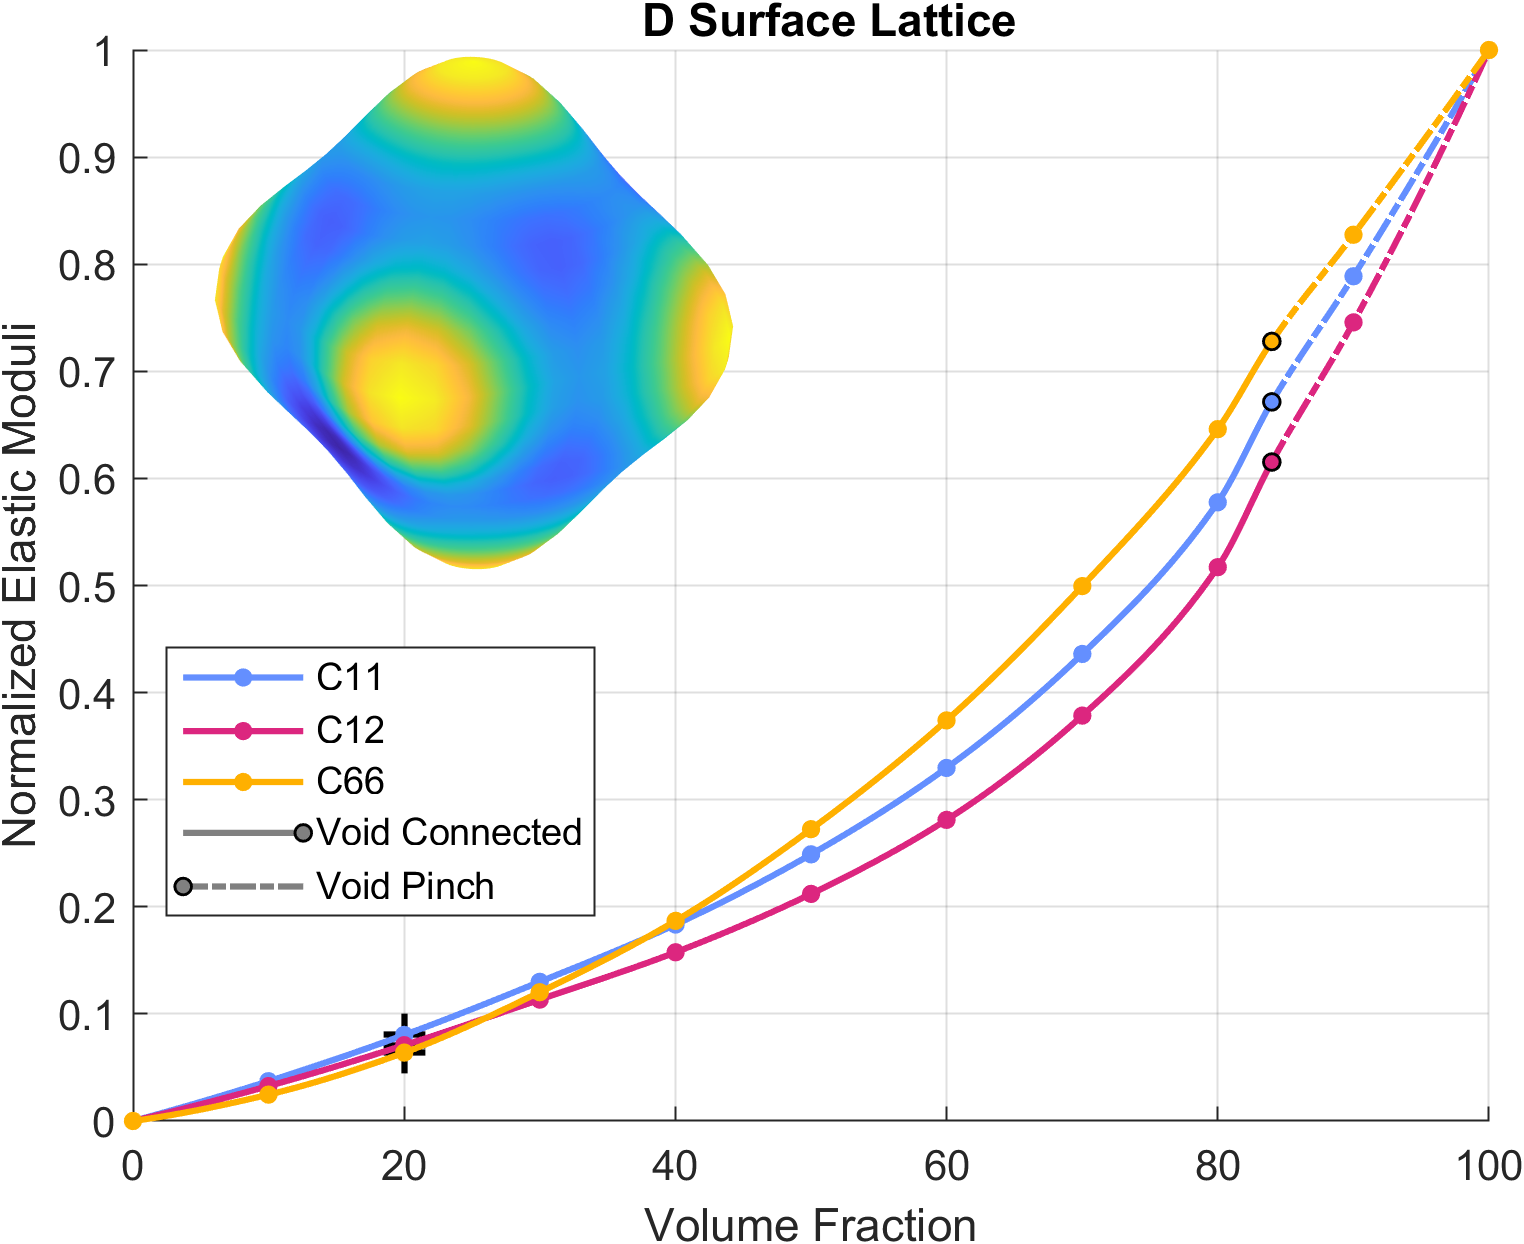 D Surface Lattice
1
0.9
0.8
0.7
0.6
0.5
0.4
0.3
0.2
0.1
0
Normalized Elastic Moduli
C11
C12
C66
Void Connected
Void Pinch
0 20 40 60 80 100
Volume Fraction